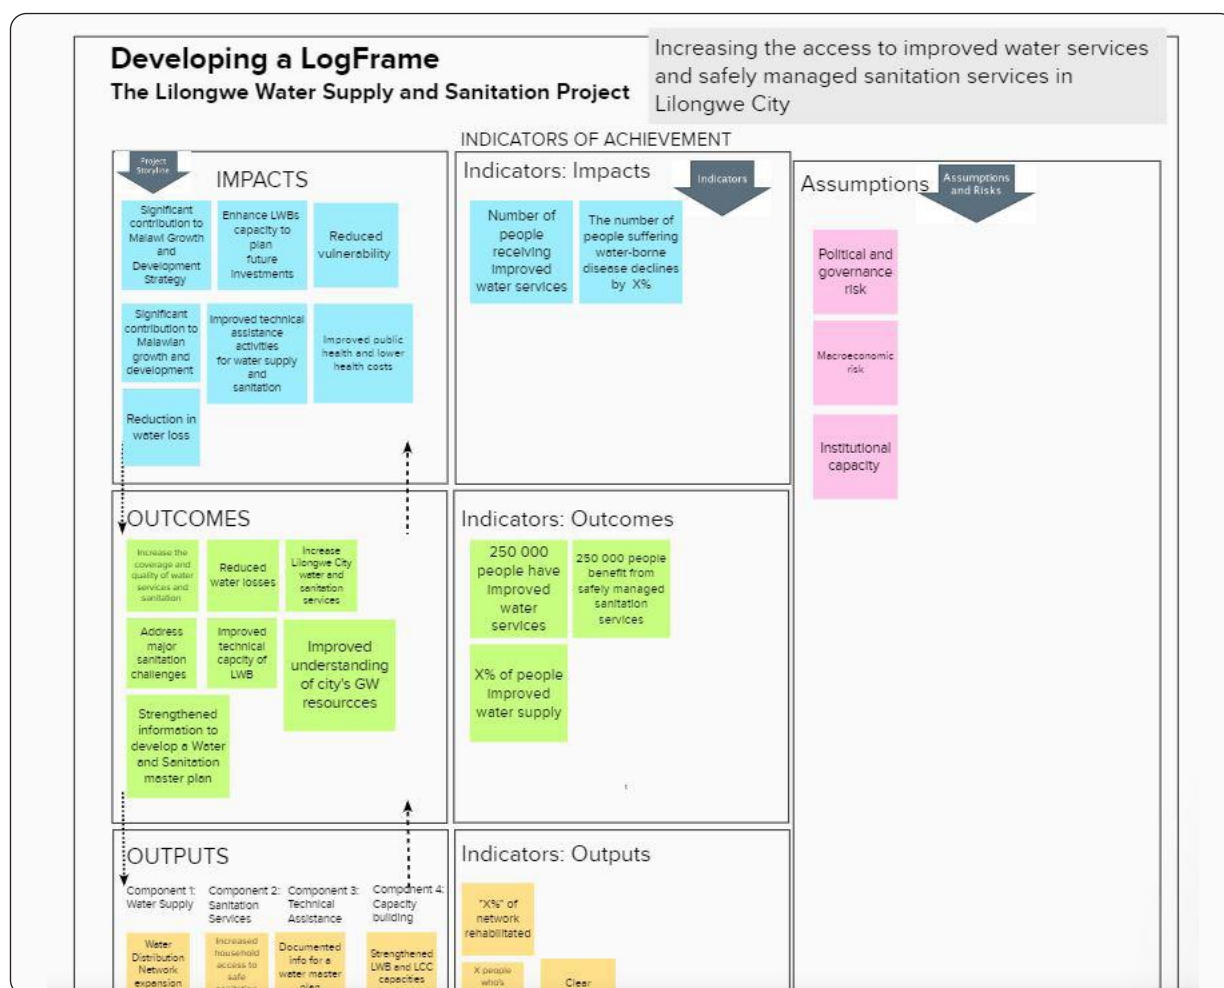 Developing a LogFrame
The Lilongwe Water Supply and Sanitation Project
Increasing the access to improved water services
and safely managed sanitation services in
Lilongwe City
INDICATORS OF ACHIEVEMENT
Project
Storyline
IMPACTS
Significant
contribution to
Malawi Growth
and
Development
Strategy
Enhance LWBs
capacity to
plan
future
Investments
Reduced
vulnerability
Significant
contribution to
Malawian
growth and
development
Improved technical
assistance
activities
for water supply
and
sanitation
Improved public
health and lower
health costs
Reduction in
water loss
Indicators: Impacts
Indicators
Number of
people
receiving
Improved
water services
The number of
people suffering
water-borne
disease declines
by X%
Assumptions
Assumptions
and Risks
Political and
governance
risk
Macroeconomic
risk
Institutional
capacity
OUTCOMES
Increase the
coverage and
quality of water
services and
sanitation
Reduced
water losses
Increase
Lilongwe City
water and
sanitation
services
Address
major
sanitation
challenges
Improved
technical
capcity of
LWB
Improved
understanding
of city's GW
resourcces
Strengthened
information to
develop a Water
and Sanitation
master plan
Indicators: Outcomes
250 000
people have
Improved
water
services
250 000 people
benefit from
safely managed
sanitation
services
X% of people
Improved
water supply
OUTPUTS
Component 1:
Water Supply
Component 2:
Sanitation
Services
Component 3:
Technical
Assistance
Component 4:
Capacity
building
Water
Distribution
Network
expansion
Increased
household
access to
safe
Documented
info for a
water master
plan
Strengthened
LWB and LCC
capacities
Indicators: Outputs
"X%" of
network
rehabilitated
X people
who's
Clear